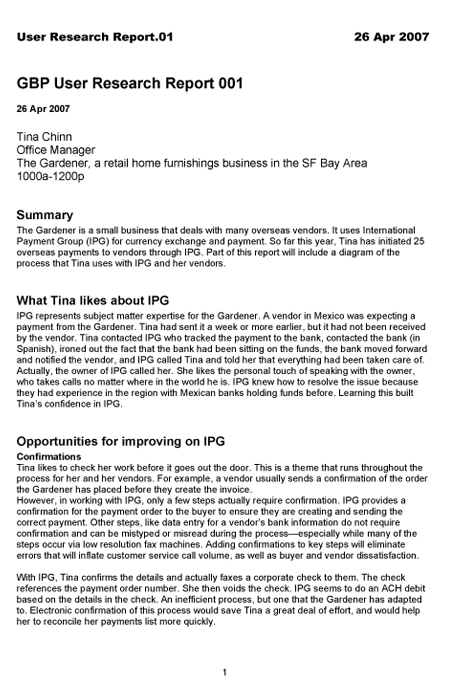 User Research Report.01 26 Apr 2007
GBP User Research Report 001
26 Apr 2007
Tina Chinn
Office Manager
The Gardener, a retail home furnishings business in the SF Bay Area
1000a-1200p
Summary
The Gardener is a small business that deals with many overseas vendors. It uses International
Payment Group (IPG) for currency exchange and payment. So far this year, Tina has initiated 25
overseas payments to vendors through IPG. Part of this report will include a diagram of the
process that Tina uses with IPG and her vendors.
What Tina likes about IPG
IPG represents subject matter expertise for the Gardener. A vendor in Mexico was expecting a
payment from the Gardener. Tina had sent it a week or more earlier, but it had not been received
by the vendor. Tina contacted IPG who tracked the payment to the bank, contacted the bank (in
Spanish), ironed out the fact that the bank had been sitting on the funds, the bank moved forward
and notified the vendor, and IPG called Tina and told her that everything had been taken care of.
Actually, the owner of IPG called her. She likes the personal touch of speaking with the owner,
who takes calls no matter where in the world he is. IPG knew how to resolve the issue because
they had experience in the region with Mexican banks holding funds before. Learning this built
Tina's confidence in IPG.
Opportunities for improving on IPG
Confirmations
Tina likes to check her work before it goes out the door. This is a theme that runs throughout the
process for her and her vendors. For example, a vendor usually sends a confirmation of the order
the Gardener has placed before they create the invoice.
However, in working with IPG, only a few steps actually require confirmation. IPG provides a
confirmation for the payment order to the buyer to ensure they are creating and sending the
correct payment. Other steps, like data entry for a vendor's bank information do not require
confirmation and can be mistyped or misread during the process—especially while many of the
steps occur via low resolution fax machines. Adding confirmations to key steps will eliminate
errors that will inflate customer service call volume, as well as buyer and vendor dissatisfaction.
With IPG, Tina confirms the details and actually faxes a corporate check to them. The check
references the payment order number. She then voids the check. IPG seems to do an ACH debit
based on the details in the check. An inefficient process, but one that the Gardener has adapted
to. Electronic confirmation of this process would save Tina a great deal of effort, and would help
her to reconcile her payments list more quickly.
1